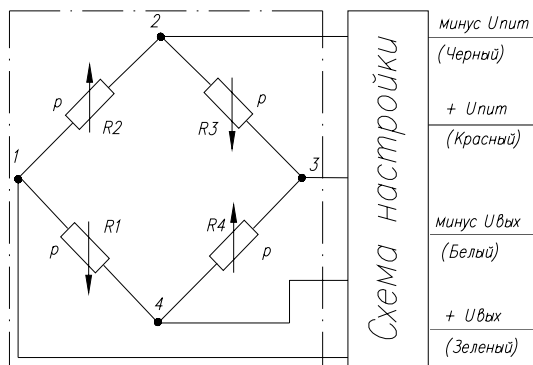 2
р
R2
р
R3
1
3
R1
р
R4
р
4
Схема настройки
минус Uпит
(Черный)
+ Uпит
(Красный)
минус Uвых
(Белый)
+ Uвых
(Зеленый)